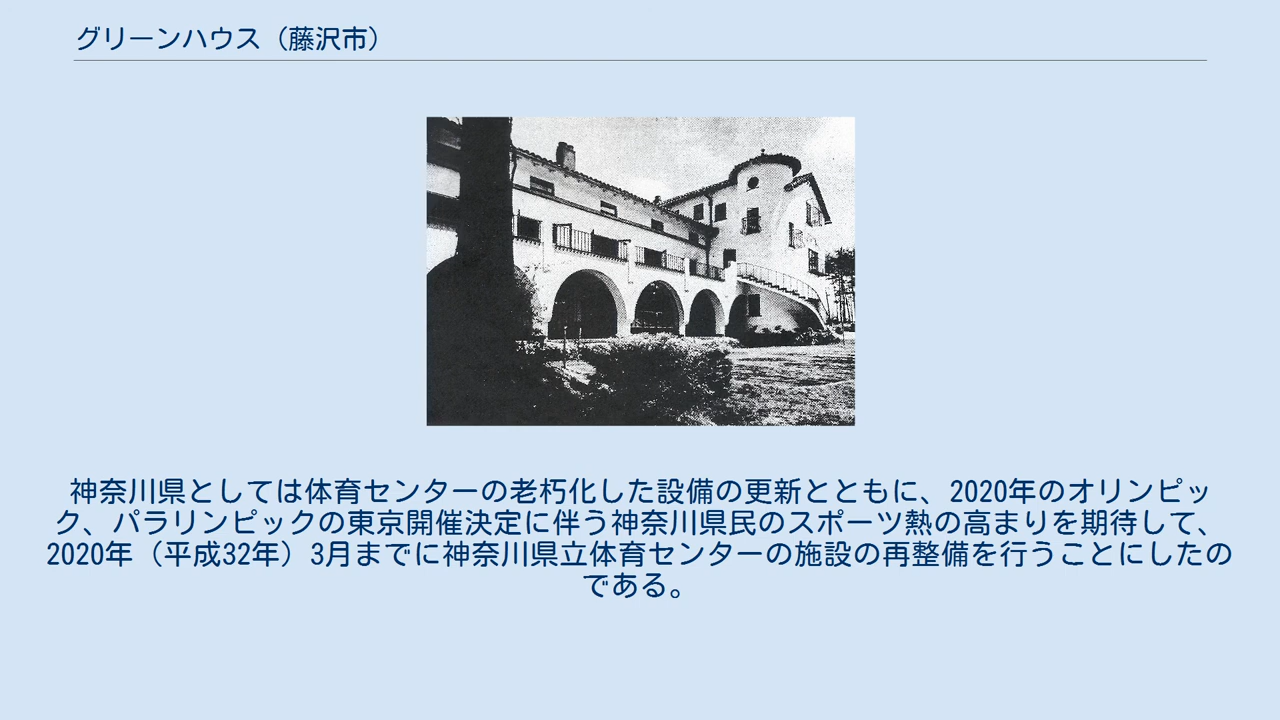 グリーンハウス（藤沢市）
神奈川県としては体育センターの老朽化した設備の更新とともに、2020年のオリンピッ
ク、パラリンピックの東京開催決定に伴う神奈川県民のスポーツ熱の高まりを期待して、
2020年（平成32年）3月までに神奈川県立体育センターの施設の再整備を行うことにしたの
である。